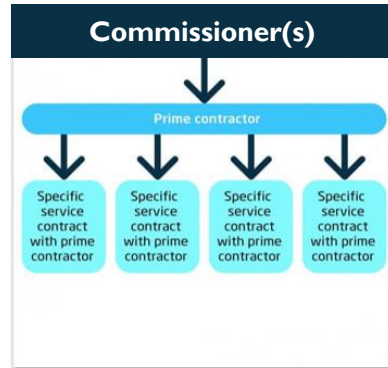 Commissioner(s)
Prime contractor
Specific
service
contract
with prime
contractor
Specific
service
contract
with prime
contractor
Specific
service
contract
with prime
contractor
Specific
service
contract
with prime
contractor